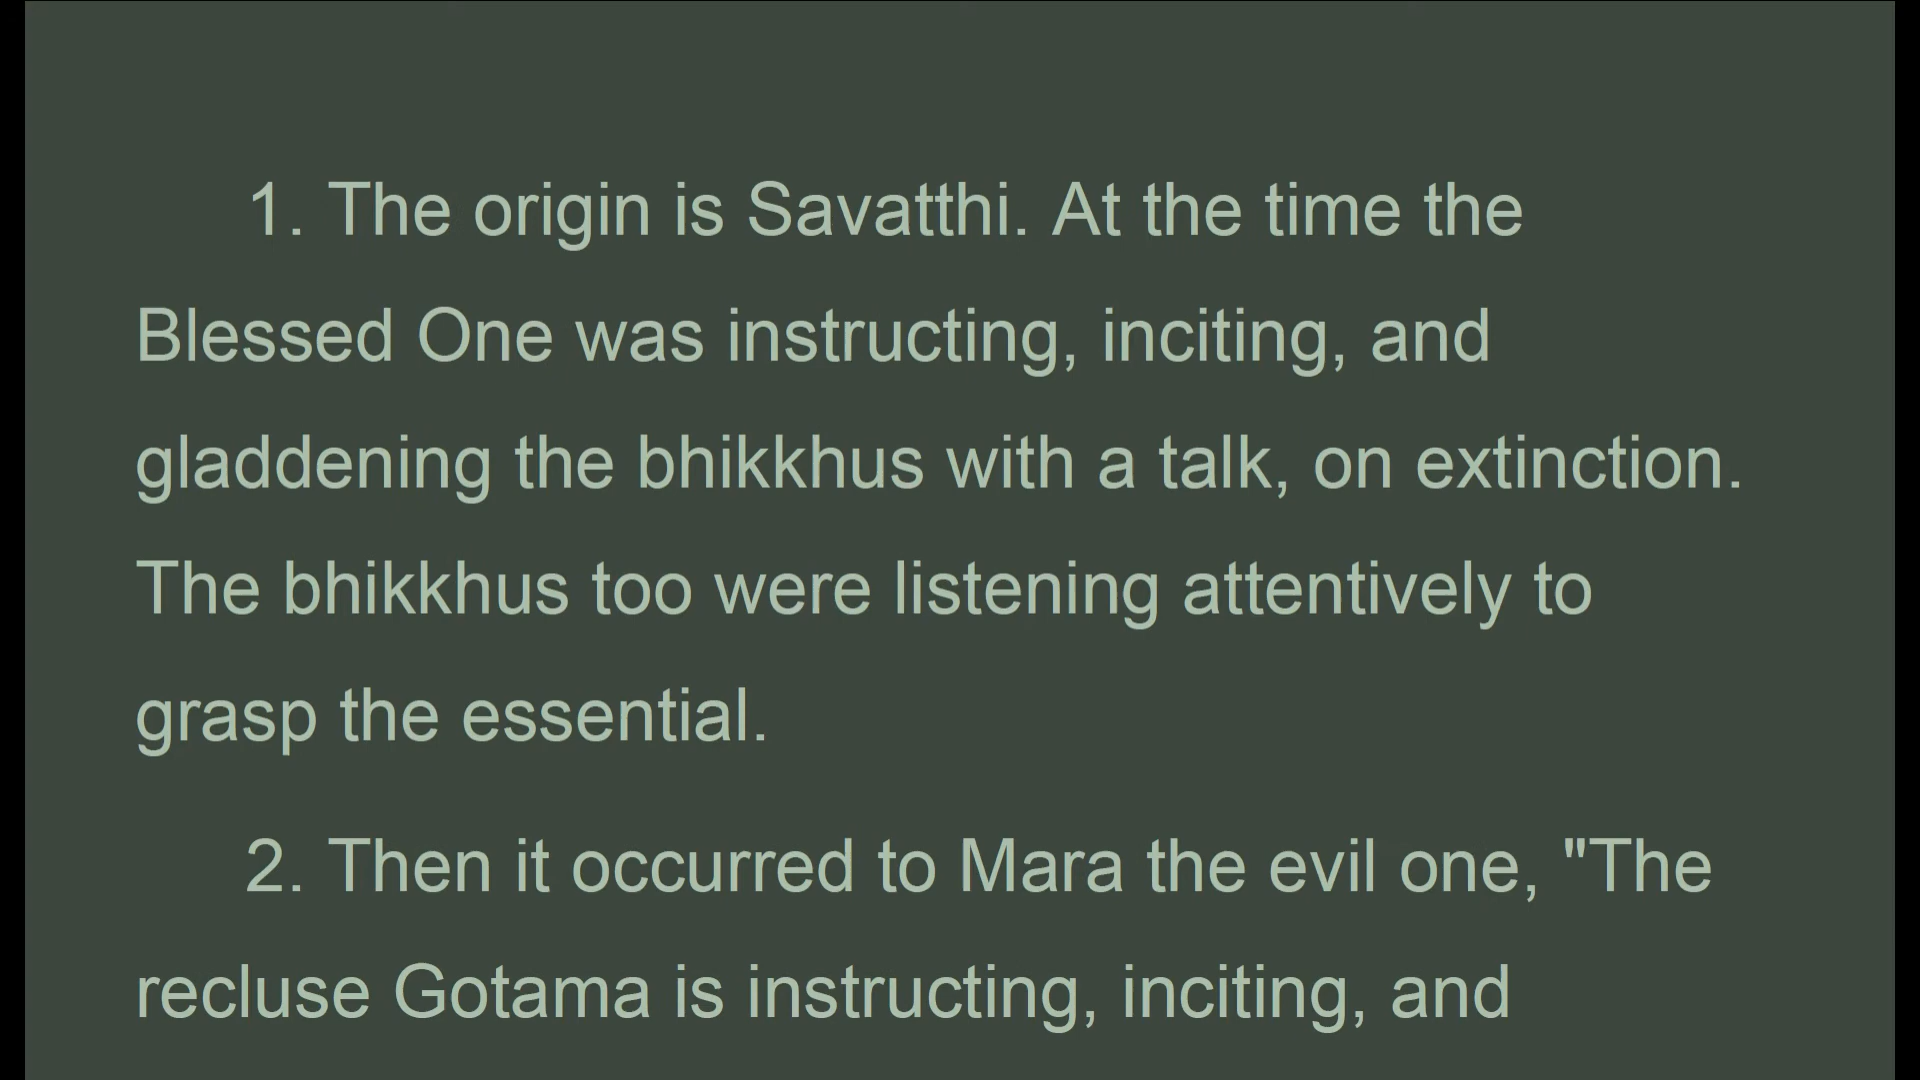 1. The origin is Savatthi. At the time the
Blessed One was instructing, inciting, and
gladdening the bhikkhus with a talk, on extinction.
The bhikkhus too were listening attentively to
grasp the essential.
2. Then it occurred to Mara the evil one, "The
recluse Gotama is instructing, inciting, and